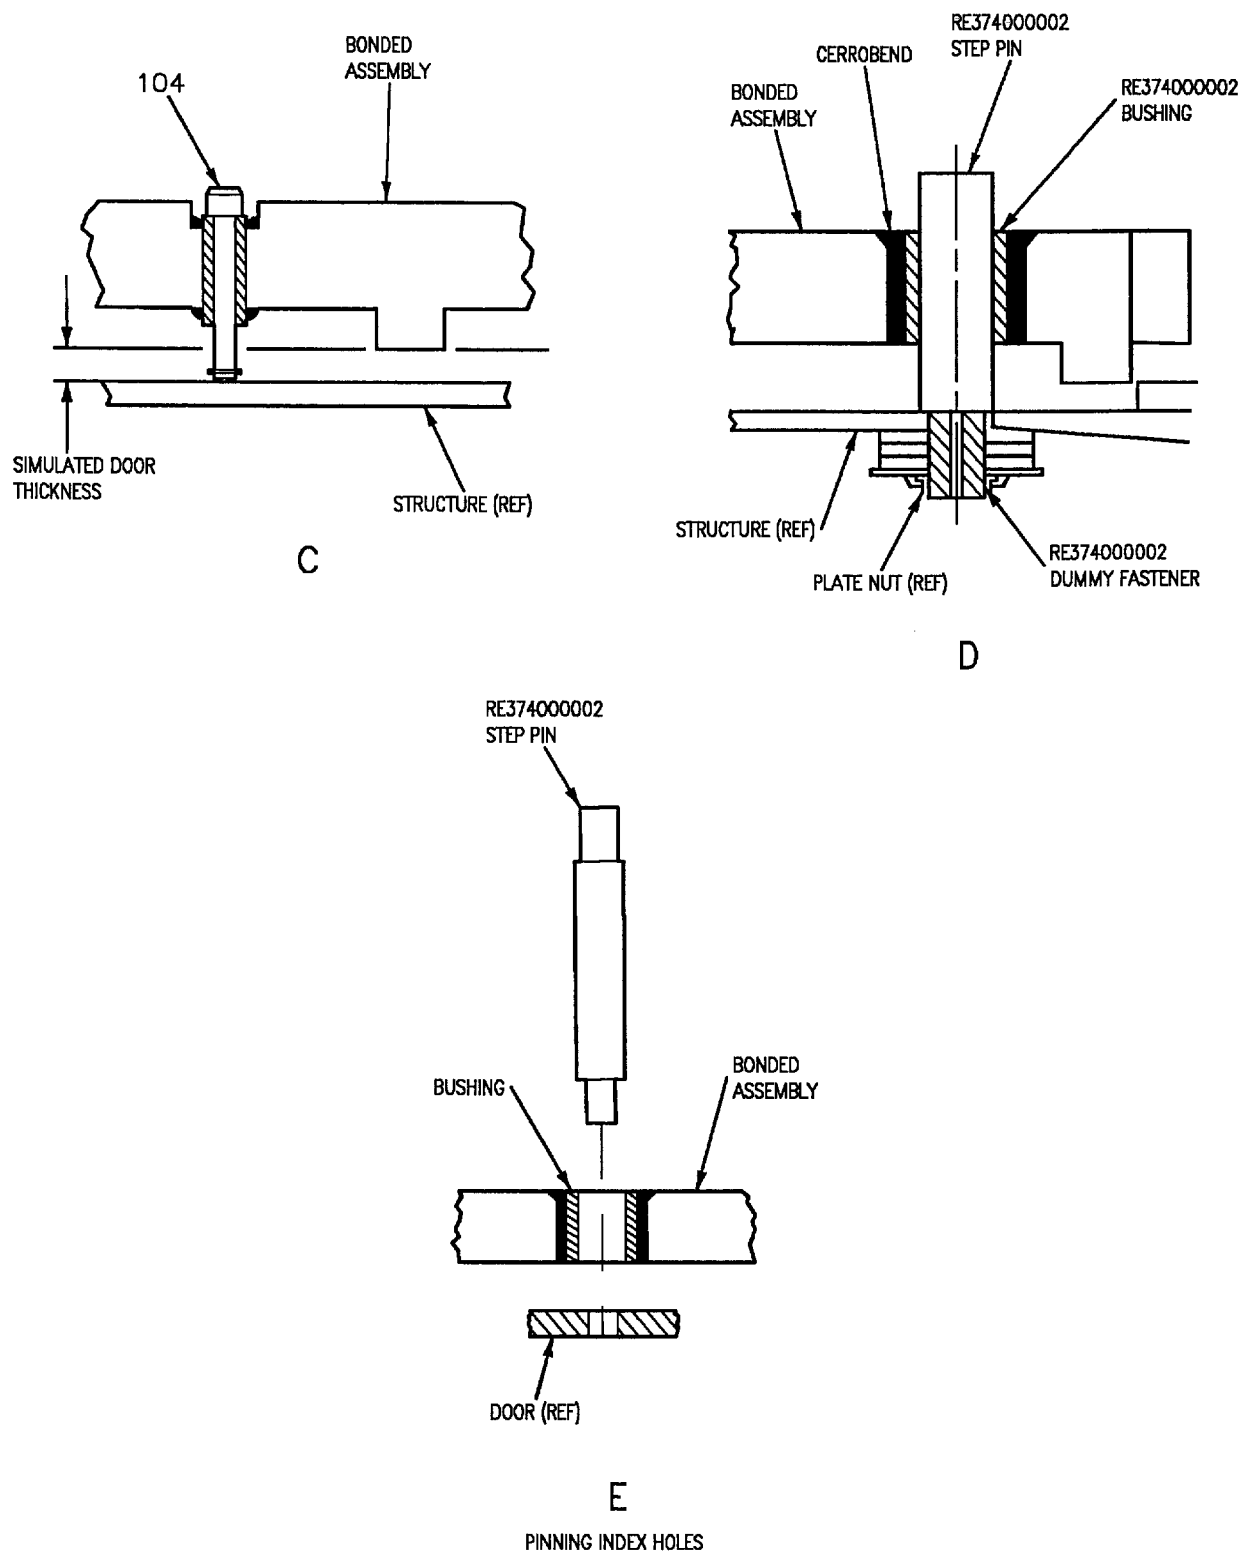 104
BONDED
ASSEMBLY
SIMULATED DOOR
THICKNESS
STRUCTURE (REF)
C
RE374000002
STEP PIN
CERROBEND
BONDED
ASSEMBLY
RE374000002
BUSHING
STRUCTURE (REF)
PLATE NUT (REF)
RE374000002
DUMMY FASTENER
D
RE374000002
STEP PIN
BUSHING
BONDED
ASSEMBLY
DOOR (REF)
E
PINNING INDEX HOLES